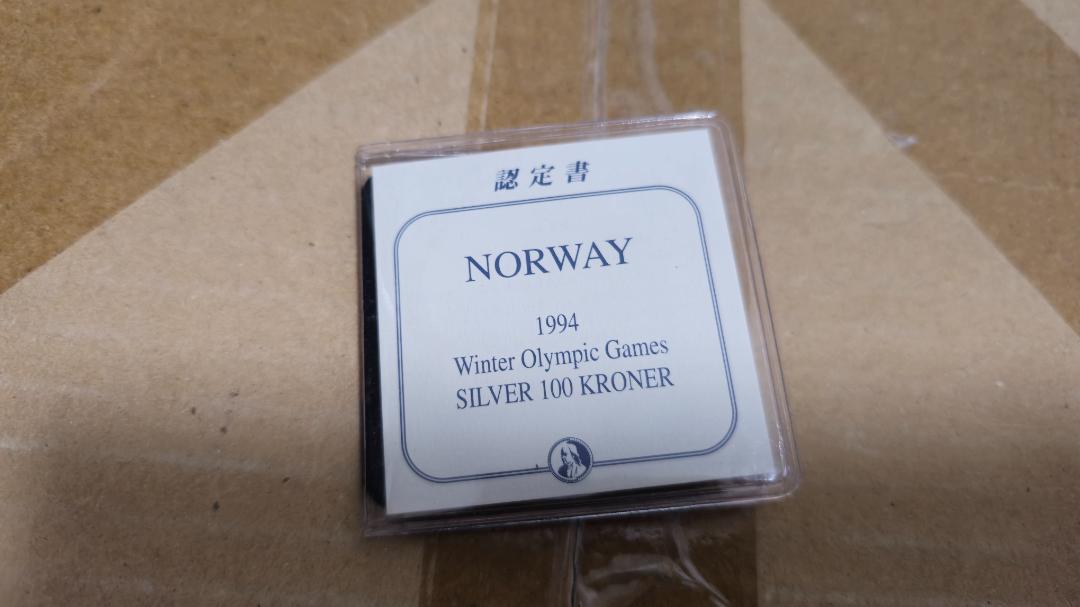 認定書
NORWAY
1994
Winter Olympic Games
SILVER 100 KRONER